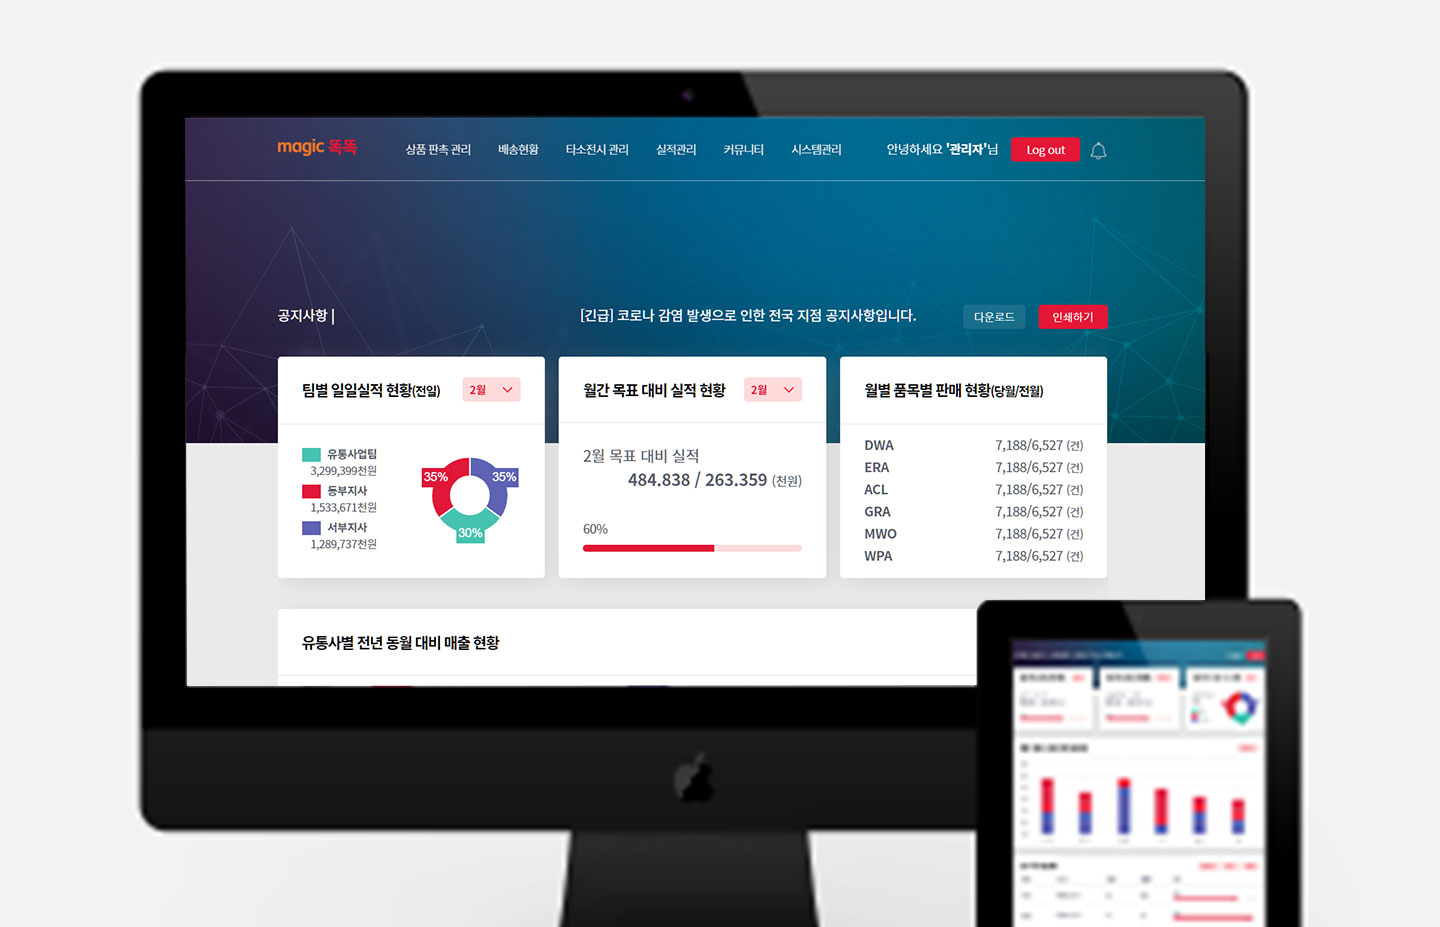 magic 똑똑 상품 판촉 관리 배송현황 타소전시 관리 실적관리 커뮤니티 시스템관리 안녕하세요 '관리자'님 Log out
공지사항 | [긴급] 코로나 감염 발생으로 인한 전국 지점 공지사항입니다. 다운로드 인쇄하기
팀별 일일실적 현황(전일) 2월
유통사업팀
3,299,399천원
동부지사
1,533,671천원
서부지사
1,289,737천원
35% 35%
30%
월간 목표 대비 실적 현황 2월
2월 목표 대비 실적
484.838 / 263.359 (천원)
60%
월별 품목별 판매 현황(당월/전월)
DWA 7,188/6,527 (건)
ERA 7,188/6,527 (건)
ACL 7,188/6,527 (건)
GRA 7,188/6,527 (건)
MWO 7,188/6,527 (건)
WPA 7,188/6,527 (건)
유통사별 전년 동월 대비 매출 현황